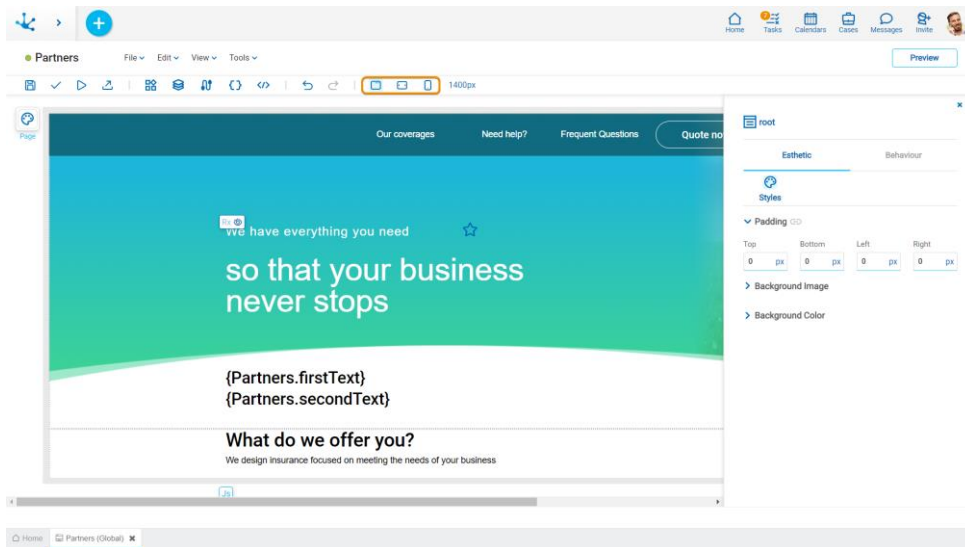 7
Home Tasks Calendars Cases Messages Invite
Partners File Edit View Tools Preview
1400px
Page
Our coverages Need help? Frequent Questions Quote no
Rx
We have everything you need
so that your business
never stops
{Partners.firstText}
{Partners.secondText}
What do we offer you?
We design insurance focused on meeting the needs of your business
Js
root
Esthetic Behaviour
Styles
Padding
Top Bottom Left Right
0 px 0 px 0 px 0 px
Background Image
Background Color
Home Partners (Global)